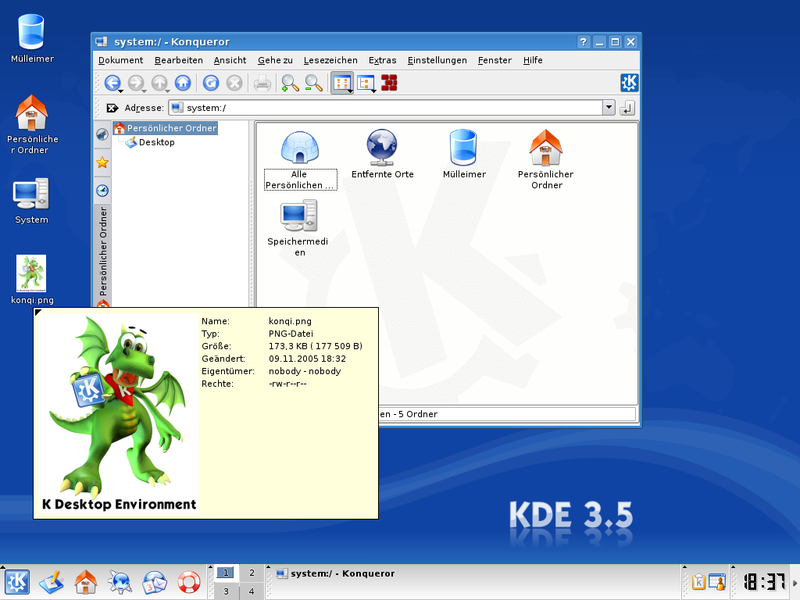 Mülleimer
Persönliche
r Ordner
System
konqi.png
system:/ - Konqueror
Dokument Bearbeiten Ansicht Gehe zu Lesezeichen Extras Einstellungen Fenster Hilfe
Adresse: system:/
Persönlicher Ordner
Desktop
Persönlicher Ordner
Alle
Persönlichen ...
Entfernte Orte
Mülleimer
Persönlicher
Ordner
Speichermedi
en
en - 5 Ordner
Name: konqi.png
Typ: PNG-Datei
Größe: 173,3 KB ( 177 509 B)
Geändert: 09.11.2005 18:32
Eigentümer: nobody - nobody
Rechte: -rw-r--r--
K Desktop Environment
KDE 3.5
1 2
3 4
system:/ - Konqueror
18:37